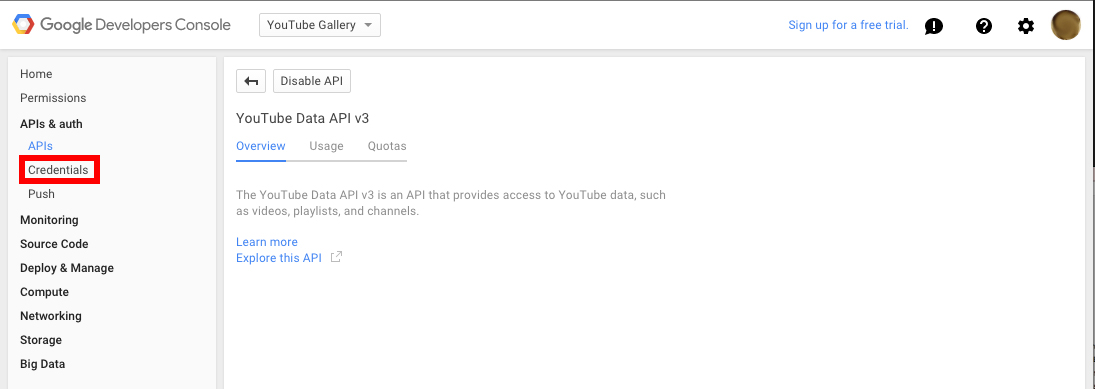 Google Developers Console
YouTube Gallery
Sign up for a free trial.
Home
Permissions
APIs & auth
APIs
Credentials
Push
Monitoring
Source Code
Deploy & Manage
Compute
Networking
Storage
Big Data
Disable API
YouTube Data API v3
Overview Usage Quotas
The YouTube Data API v3 is an API that provides access to YouTube data, such
as videos, playlists, and channels.
Learn more
Explore this API